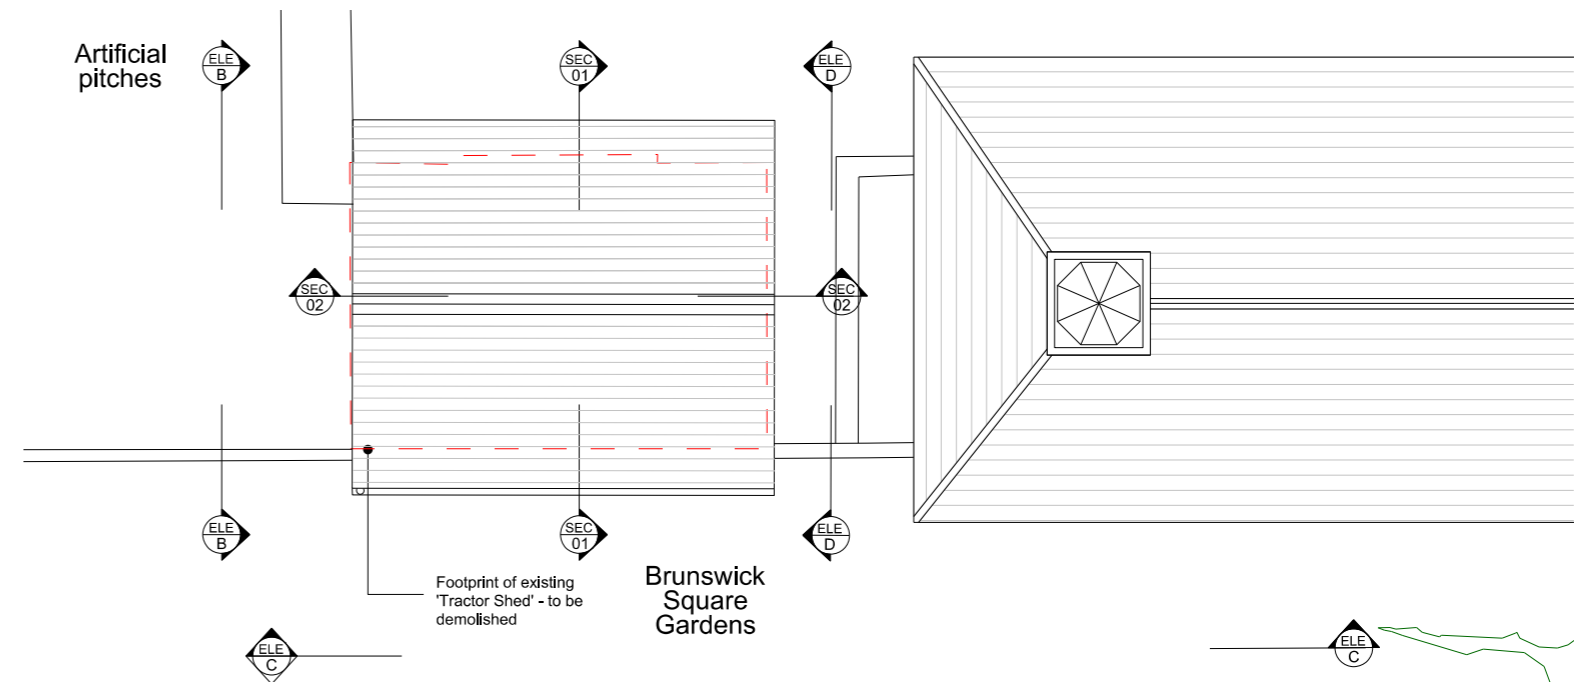 Artificial
pitches
ELE
B
SEC
01
ELE
D
SEC
02
SEC
02
ELE
B
SEC
01
ELE
D
Footprint of existing
'Tractor Shed' - to be
demolished
Brunswick
Square
Gardens
ELE
C
ELE
C